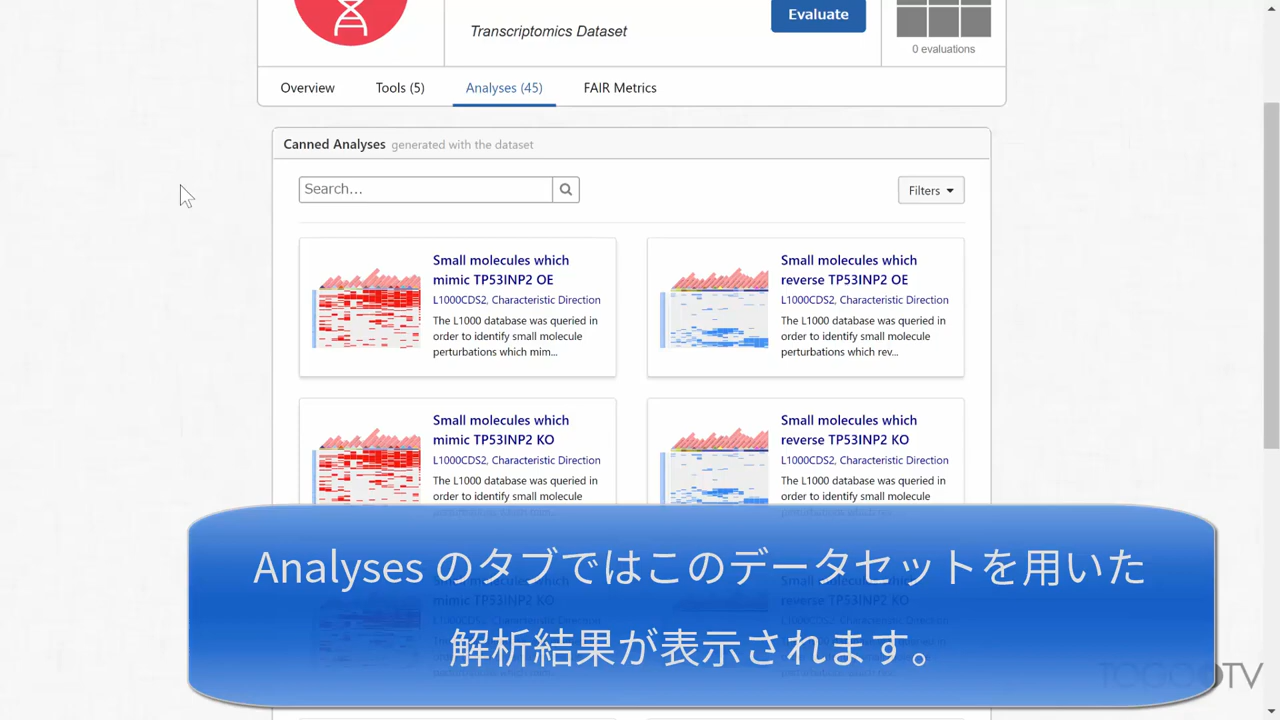 Transcriptomics Dataset
Evaluate
0 evaluations
Overview
Tools (5)
Analyses (45)
FAIR Metrics
Canned Analyses generated with the dataset
Search...
Filters
Small molecules which
mimic TP53INP2 OE
L1000CDS2, Characteristic Direction
The L1000 database was queried in
order to identify small molecule
perturbations which mim...
Small molecules which
reverse TP53INP2 OE
L1000CDS2, Characteristic Direction
The L1000 database was queried in
order to identify small molecule
perturbations which rev...
Small molecules which
mimic TP53INP2 KO
L1000CDS2, Characteristic Direction
The L1000 database was queried in
order to identify small molecule
Small molecules which
reverse TP53INP2 KO
L1000CDS2, Characteristic Direction
The L1000 database was queried in
order to identify small molecule
Analyses のタブではこのデータセットを用いた
解析結果が表示されます。